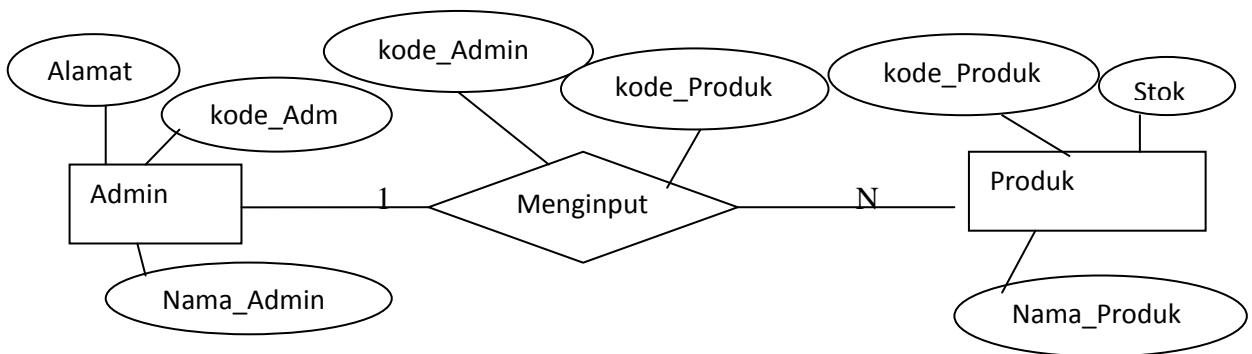 Alamat
kode_Adm
kode_Admin
kode_Produk
kode_Produk
Stok
Admin
1
Menginput
N
Produk
Nama_Admin
Nama_Produk